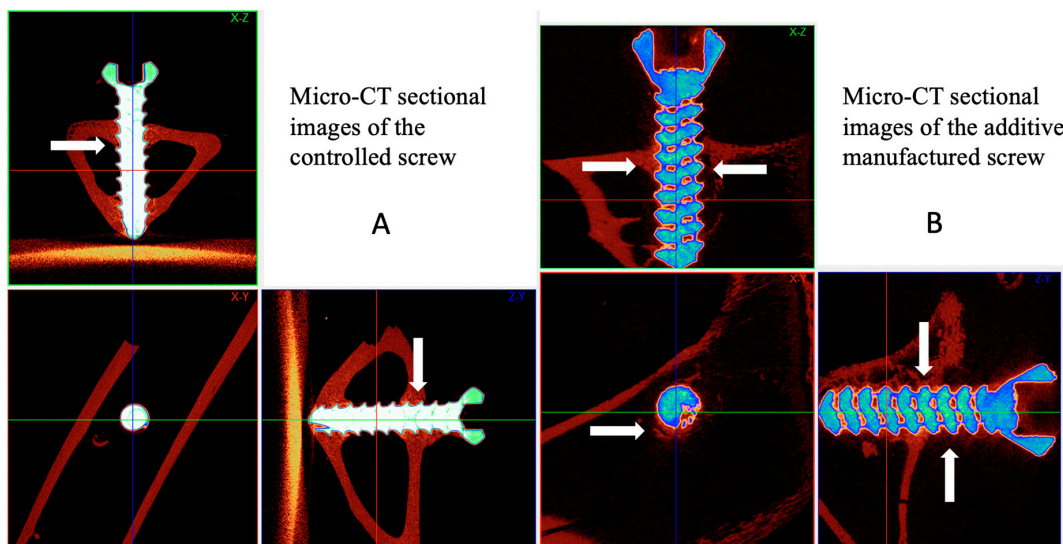 X-Z
Micro-CT sectional
images of the
controlled screw
A
X-Y
Z-Y
X-Z
Micro-CT sectional
images of the additive
manufactured screw
B
X-Y
Z-Y